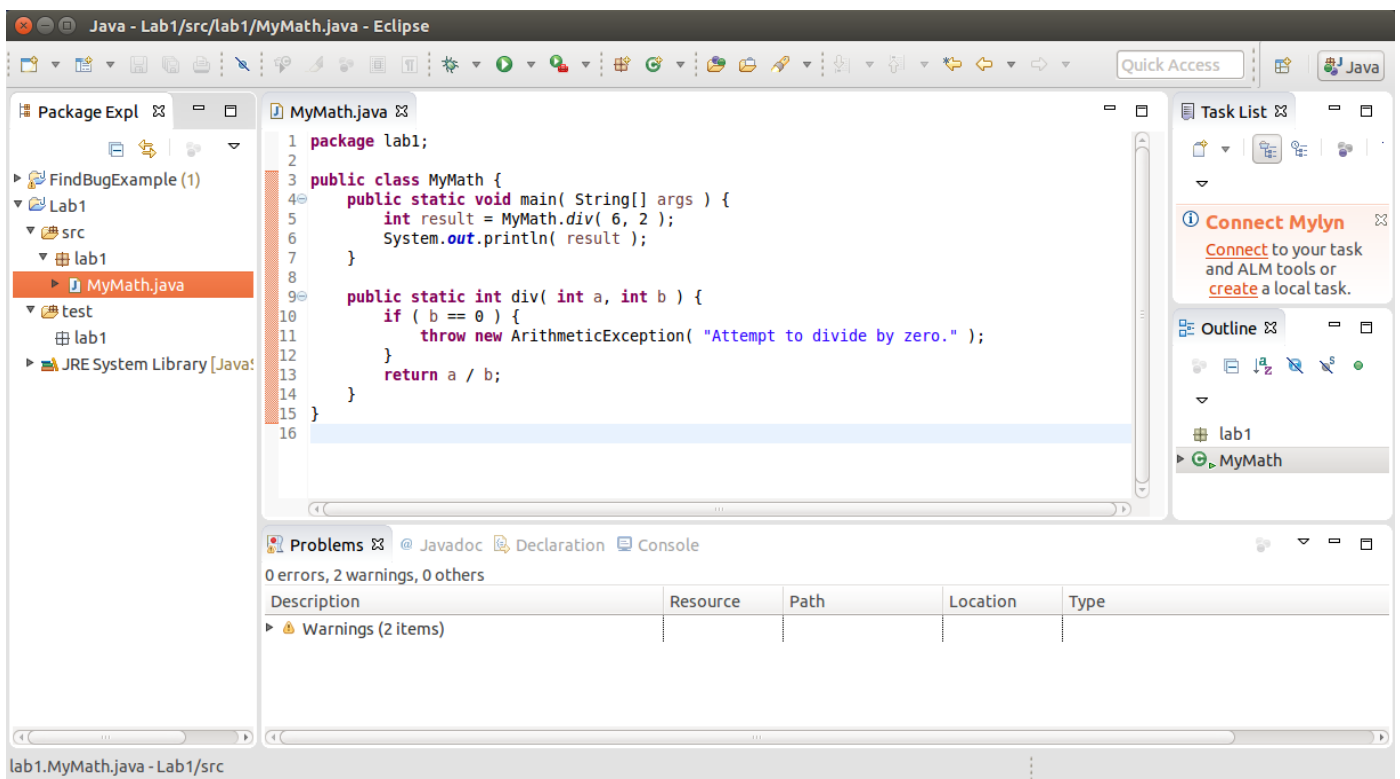 Java - Lab1/src/lab1/MyMath.java - Eclipse
Quick Access
Java
Package Expl
FindBugExample (1)
Lab1
src
lab1
MyMath.java
test
lab1
JRE System Library [JavaS
MyMath.java
1 package lab1;
2
3 public class MyMath {
4 public static void main( String[] args ) {
5 int result = MyMath.div( 6, 2 );
6 System.out.println( result );
7 }
8
9 public static int div( int a, int b ) {
10 if ( b == 0 ) {
11 throw new ArithmeticException( "Attempt to divide by zero." );
12 }
13 return a / b;
14 }
15 }
16
Task List
Connect Mylyn
Connect to your task
and ALM tools or
create a local task.
Outline
lab1
MyMath
Problems @ Javadoc Declaration Console
0 errors, 2 warnings, 0 others
Description Resource Path Location Type
Warnings (2 items)
lab1.MyMath.java - Lab1/src